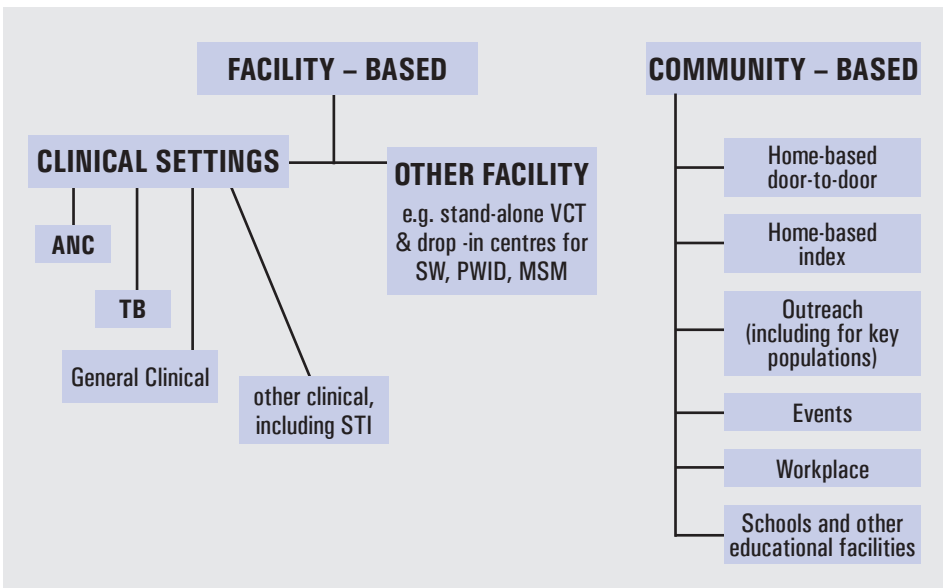 FACILITY – BASED
CLINICAL SETTINGS
ANC
TB
General Clinical
other clinical,
including STI
OTHER FACILITY
e.g. stand-alone VCT
& drop -in centres for
SW, PWID, MSM
COMMUNITY – BASED
Home-based
door-to-door
Home-based
index
Outreach
(including for key
populations)
Events
Workplace
Schools and other
educational facilities